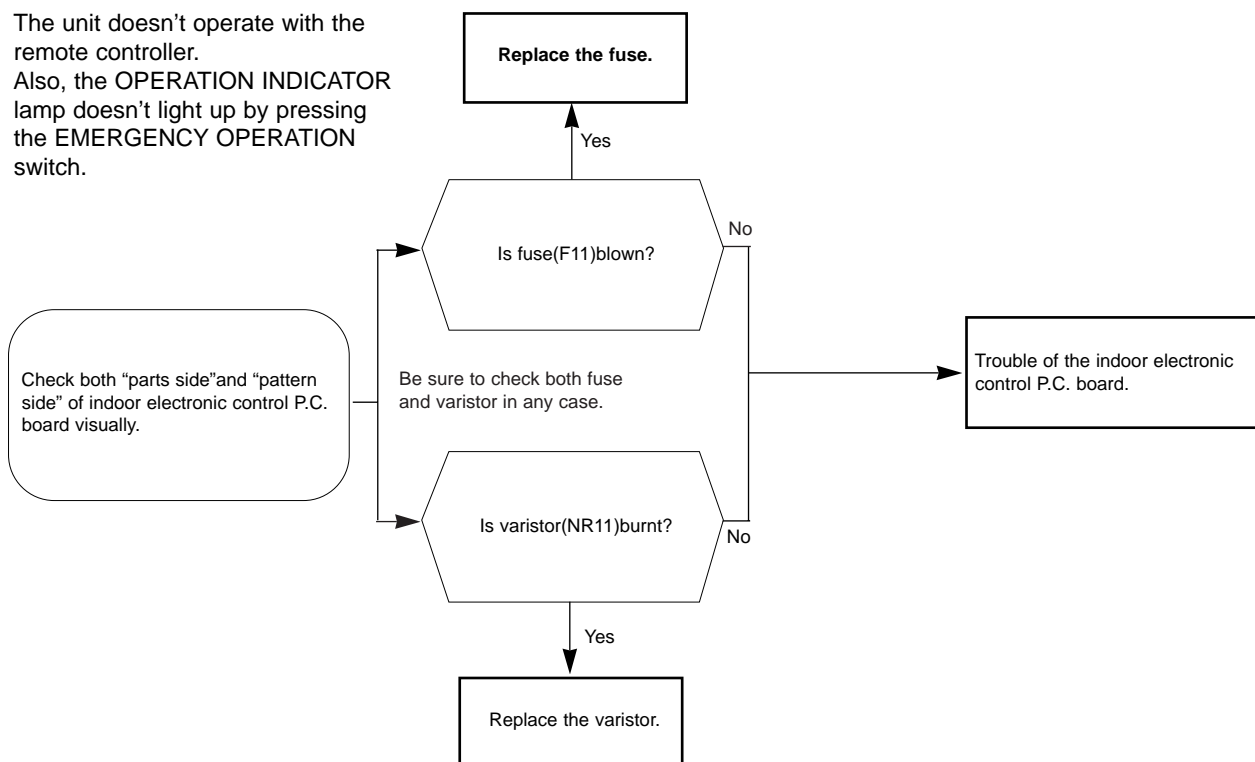 The unit doesn't operate with the
remote controller.
Also, the OPERATION INDICATOR
lamp doesn't light up by pressing
the EMERGENCY OPERATION
switch.
Replace the fuse.
Yes
Is fuse(F11)blown?
No
Check both “parts side”and “pattern
side” of indoor electronic control P.C.
board visually.
Be sure to check both fuse
and varistor in any case.
Trouble of the indoor electronic
control P.C. board.
Is varistor(NR11)burnt?
No
Yes
Replace the varistor.